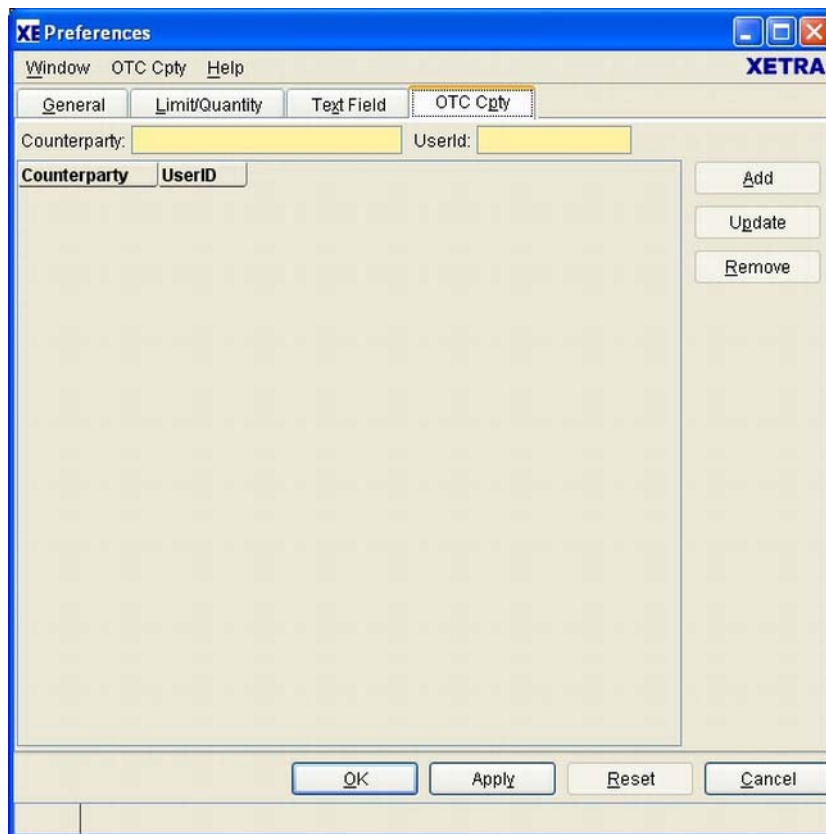 XE Preferences
Window OTC Cpty Help XETRA
General Limit/Quantity Text Field OTC Cpty
Counterparty: UserId:
Counterparty UserID
Add
Update
Remove
OK Apply Reset Cancel